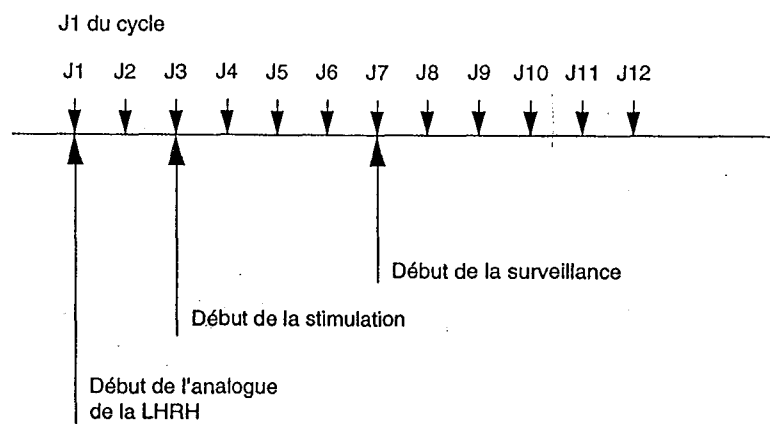 J1 du cycle
J1 J2 J3 J4 J5 J6 J7 J8 J9 J10 J11 J12
Début de la surveillance
Début de la stimulation
Début de l'analogue
de la LHRH